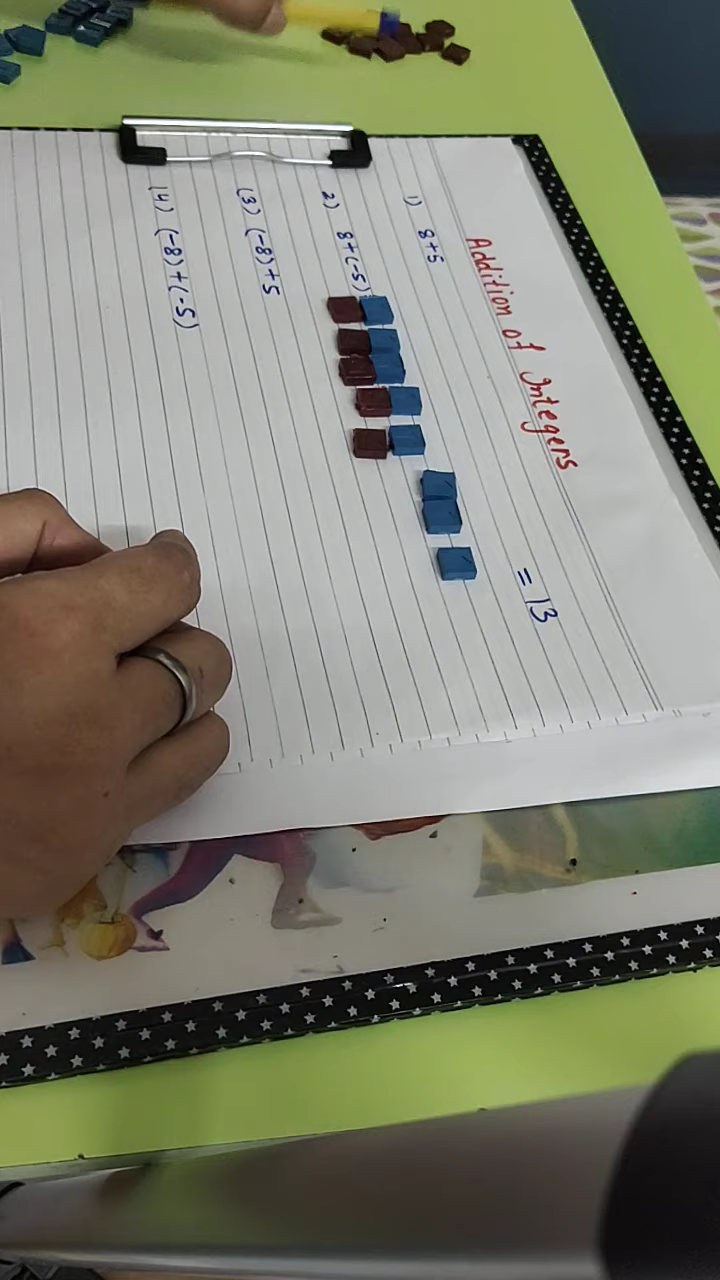 Addition of Integers
1) 8+5 = 13
2) 8+(-5)
(3) (-8)+5
(4) (-8)+(-5)